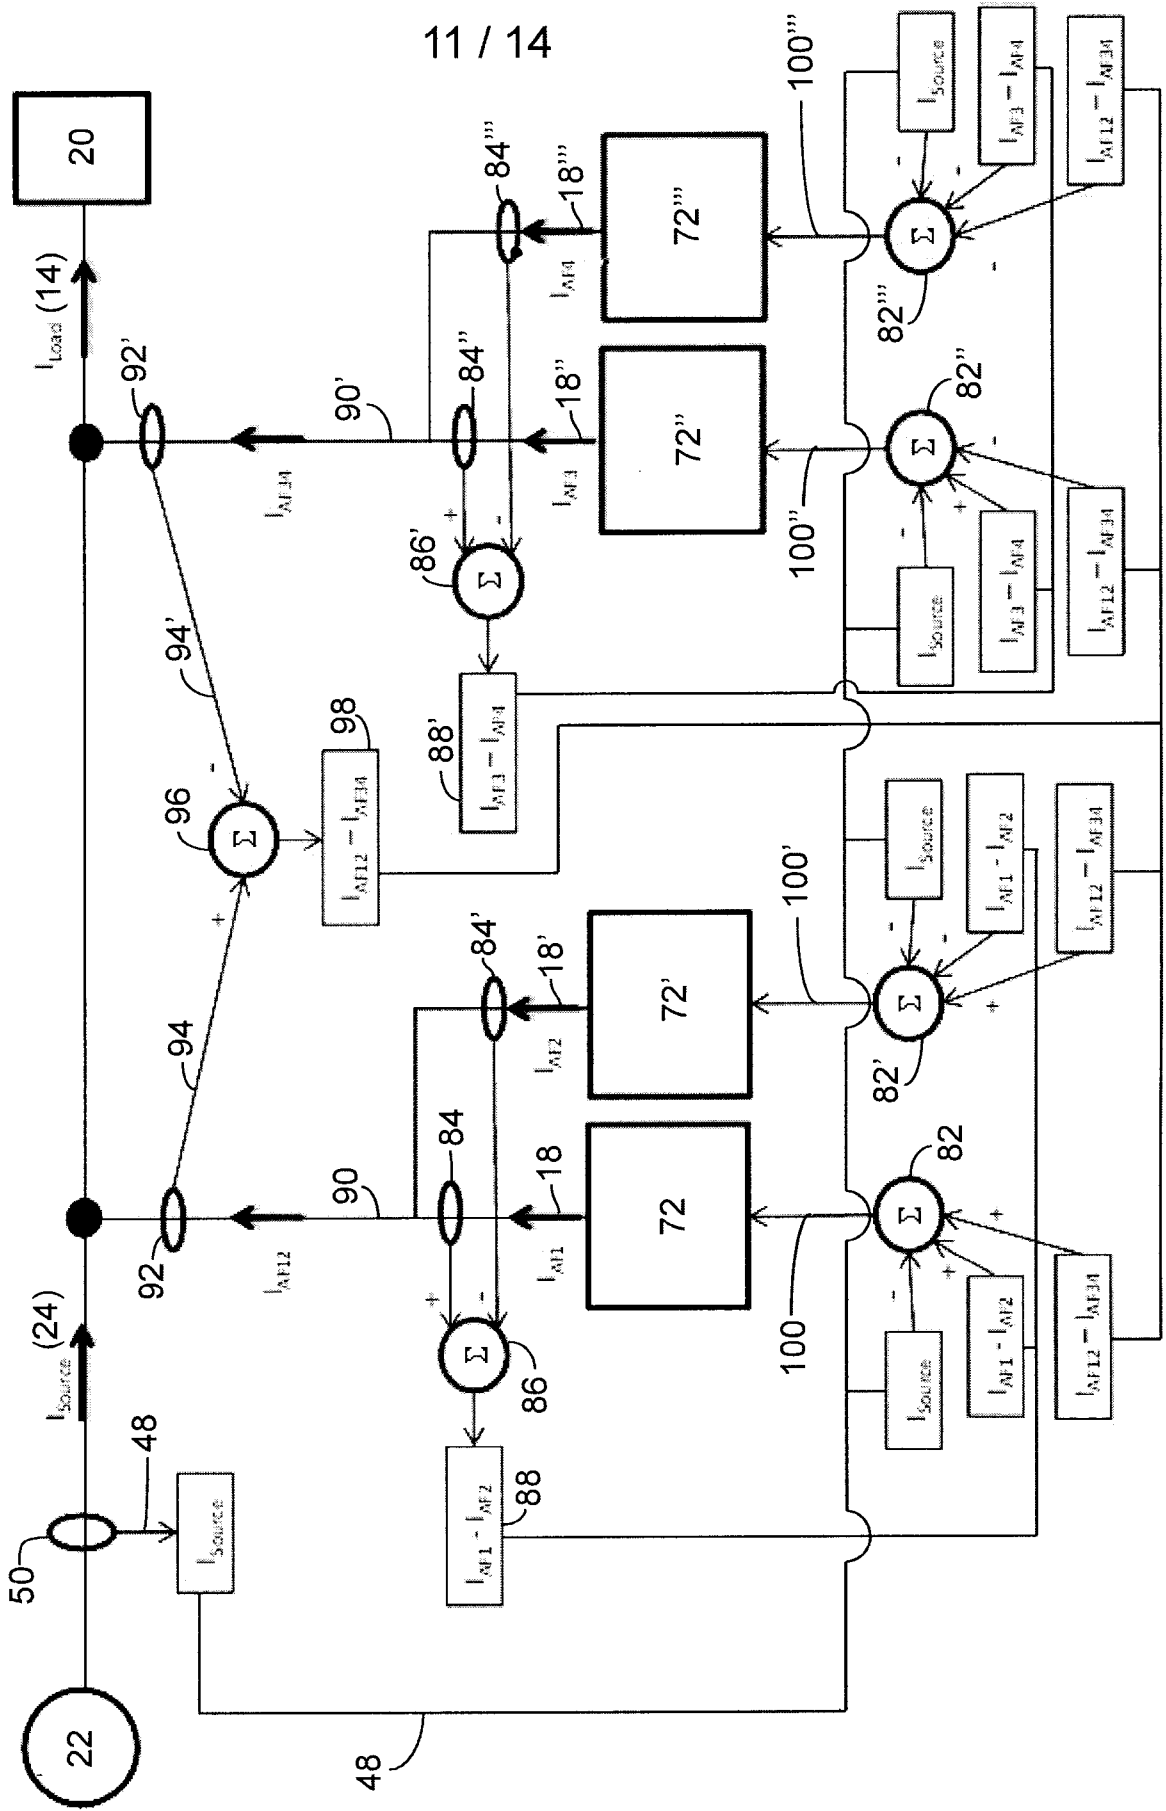 11 / 14
20
I_Load (14)
92’
90’
I_AF34
84’’
84’’’
18’’
18’’’
I_AF3
I_AF4
72’’
72’’’
+
-
86’
Σ
88’
I_AF3 – I_AF4
94’
-
96
Σ
+
98
I_AF12 – I_AF34
94
92
90
I_AF12
84
84’
18
18’
I_AF1
I_AF2
72
72’
+
-
86
Σ
88
I_AF1 - I_AF2
I_Source (24)
50
48
I_Source
22
48
100
100’
100’’
100’’’
82
Σ
-
+
+
I_Source
I_AF1 - I_AF2
I_AF12 – I_AF34
82’
Σ
-
-
+
I_Source
I_AF1 - I_AF2
I_AF12 – I_AF34
82’’
Σ
-
+
-
I_Source
I_AF3 – I_AF4
I_AF12 – I_AF34
82’’’
Σ
-
-
-
I_Source
I_AF3 – I_AF4
I_AF12 – I_AF34